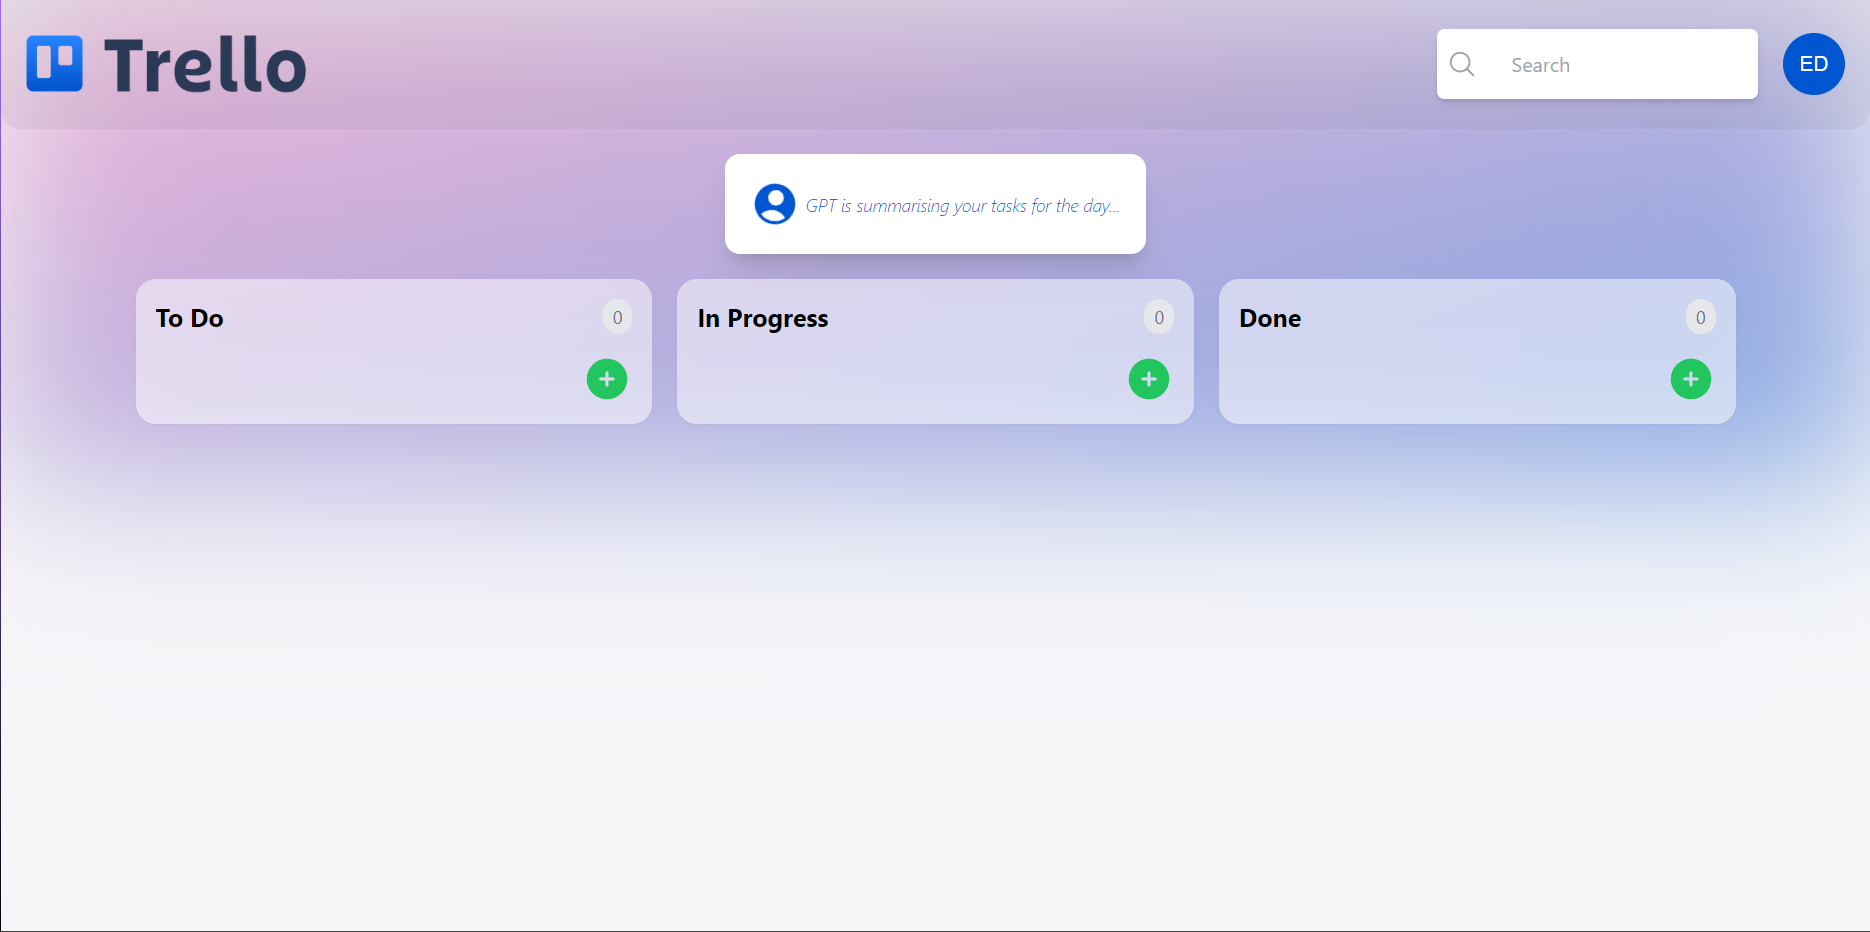 Trello
Search
ED
GPT is summarising your tasks for the day...
To Do
0
In Progress
0
Done
0